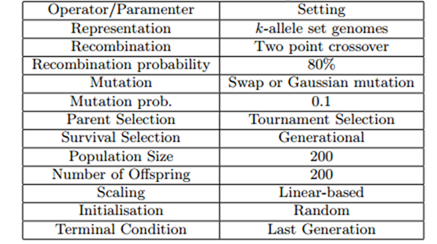 Operator/Paramenter Setting
Representation k-allele set genomes
Recombination Two point crossover
Recombination probability 80%
Mutation Swap or Gaussian mutation
Mutation prob. 0.1
Parent Selection Tournament Selection
Survival Selection Generational
Population Size 200
Number of Offspring 200
Scaling Linear-based
Initialisation Random
Terminal Condition Last Generation